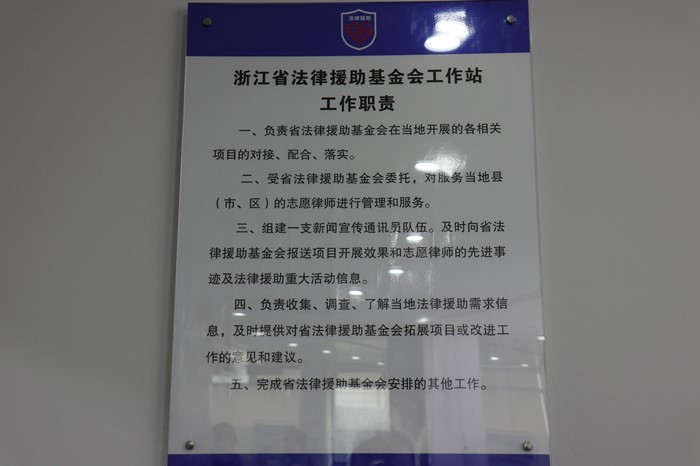 法律援助
浙江省法律援助基金会工作站
工作职责
一、负责省法律援助基金会在当地开展的各相关
项目的对接、配合、落实。
二、受省法律援助基金会委托，对服务当地县
（市、区）的志愿律师进行管理和服务。
三、组建一支新闻宣传通讯员队伍。及时向省法
律援助基金会报送项目开展效果和志愿律师的先进事
迹及法律援助重大活动信息。
四、负责收集、调查、了解当地法律援助需求信
息，及时提供对省法律援助基金会拓展项目或改进工
作的意见和建议。
五、完成省法律援助基金会安排的其他工作。